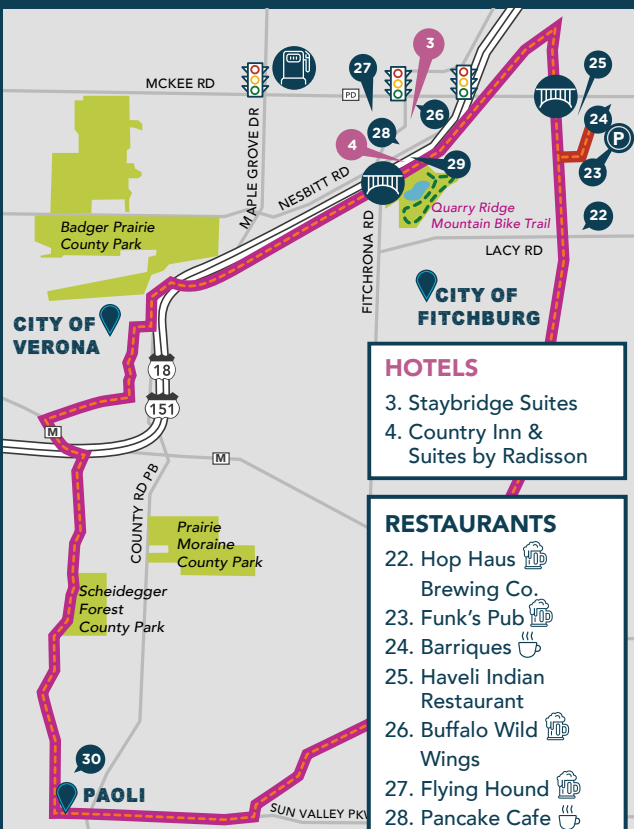 3
25
27
MCKEE RD
PD
26
24
P
28
4
29
23
MAPLE GROVE DR
NESBITT RD
Quarry Ridge
Mountain Bike Trail
22
Badger Prairie
County Park
FITCHRONA RD
LACY RD
CITY OF
VERONA
CITY OF
FITCHBURG
18
151
M
M
COUNTY RD PB
Prairie
Moraine
County Park
Scheidegger
Forest
County Park
30
PAOLI
SUN VALLEY PKW
HOTELS
3. Staybridge Suites
4. Country Inn &
Suites by Radisson
RESTAURANTS
22. Hop Haus
Brewing Co.
23. Funk's Pub
24. Barriques
25. Haveli Indian
Restaurant
26. Buffalo Wild
Wings
27. Flying Hound
28. Pancake Cafe